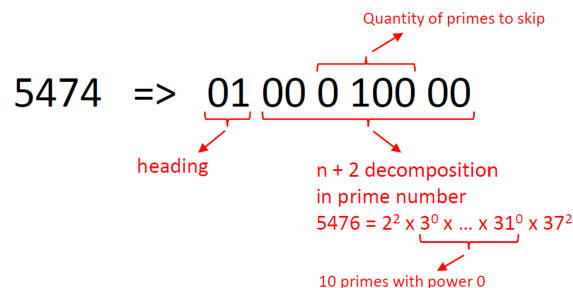 Quantity of primes to skip
5474 => 01 00 0 100 00
heading
n + 2 decomposition
in prime number
5476 = 2² x 3⁰ x ... x 31⁰ x 37²
10 primes with power 0